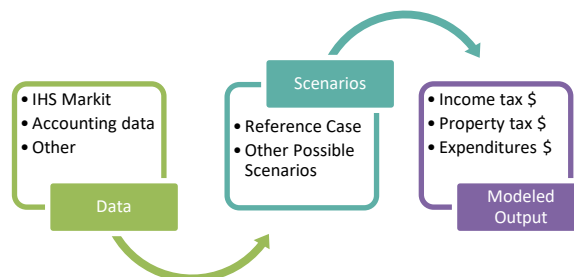 • IHS Markit
• Accounting data
• Other
Data
Scenarios
• Reference Case
• Other Possible
Scenarios
• Income tax $
• Property tax $
• Expenditures $
Modeled
Output